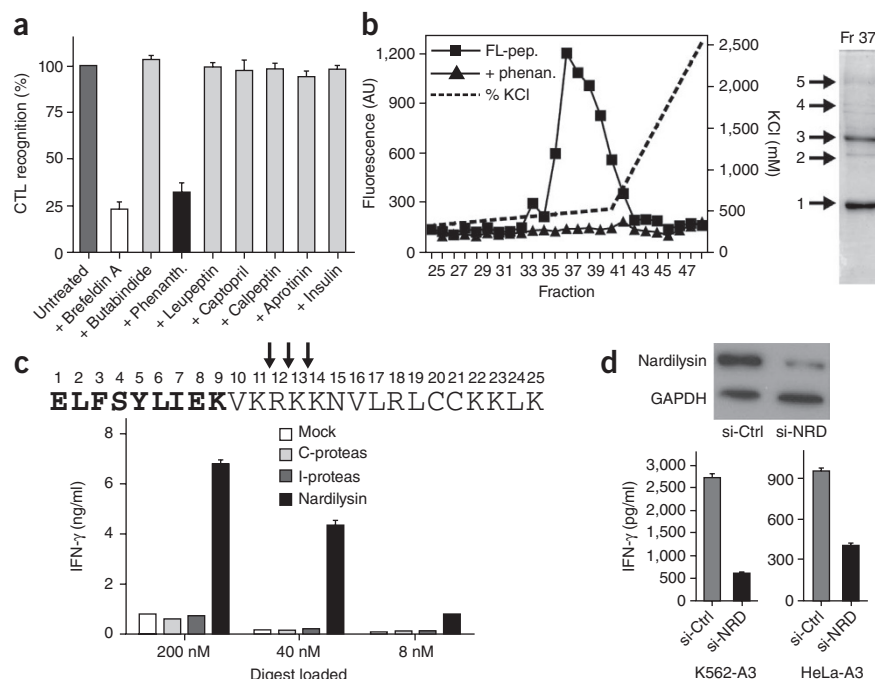 a
CTL recognition (%)
100
75
50
25
0
Untreated
+ Brefeldin A
+ Butabindide
+ Phenanth.
+ Leupeptin
+ Captopril
+ Calpeptin
+ Aprotinin
+ Insulin
b
FL-pep.
+ phenan.
% KCl
Fluorescence (AU)
1,200
900
600
300
0
KCl (mM)
2,500
2,000
1,500
1,000
500
0
25 27 29 31 33 35 37 39 41 43 45 47
Fraction
Fr 37
5
4
3
2
1
c
1 2 3 4 5 6 7 8 9 10 11 12 13 14 15 16 17 18 19 20 21 22 23 24 25
ELFSYLIEKVKRKKNVLRLCCKKLK
Mock
C-proteas
I-proteas
Nardilysin
IFN-γ (ng/ml)
8
6
4
2
0
200 nM 40 nM 8 nM
Digest loaded
d
Nardilysin
GAPDH
si-Ctrl si-NRD
IFN-γ (pg/ml)
3,000
2,500
2,000
1,500
1,000
500
0
si-Ctrl
si-NRD
K562-A3
900
600
300
0
si-Ctrl
si-NRD
HeLa-A3